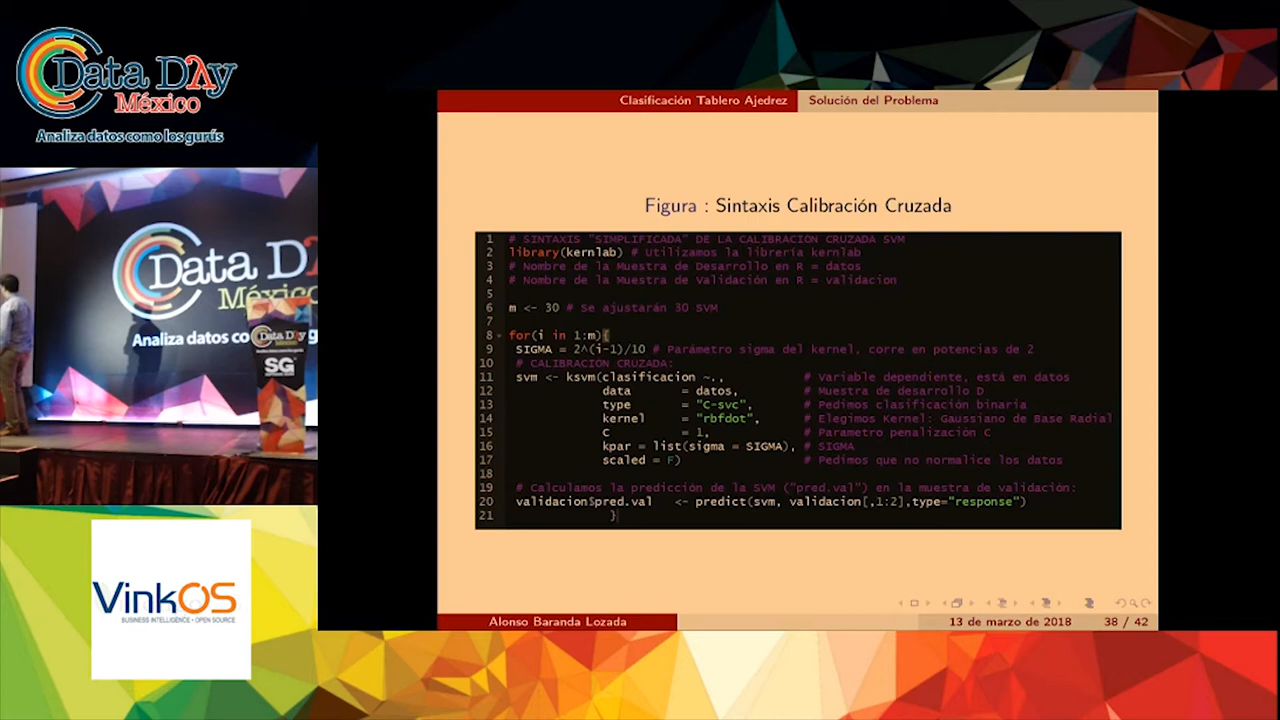 Data Day
México
Analiza datos como los gurús
Data D
México
Analiza datos co
Data Day
México
SG
VinkOS
BUSINESS INTELLIGENCE • OPEN SOURCE
Clasificación Tablero Ajedrez Solución del Problema
Figura : Sintaxis Calibración Cruzada
1 # SINTAXIS "SIMPLIFICADA" DE LA CALIBRACION CRUZADA SVM
2 library(kernlab) # Utilizamos la librería kernlab
3 # Nombre de la Muestra de Desarrollo en R = datos
4 # Nombre de la Muestra de Validación en R = validacion
5
6 m <- 30 # Se ajustarán 30 SVM
7
8 for(i in 1:m){
9 SIGMA = 2^(i-1)/10 # Parámetro sigma del kernel, corre en potencias de 2
10 # CALIBRACION CRUZADA:
11 svm <- ksvm(clasificacion ~., # Variable dependiente, está en datos
12 data = datos, # Muestra de desarrollo D
13 type = "C-svc", # Pedimos clasificación binaria
14 kernel = "rbfdot", # Elegimos Kernel: Gaussiano de Base Radial
15 C = 1, # Parametro penalización C
16 kpar = list(sigma = SIGMA), # SIGMA
17 scaled = F) # Pedimos que no normalice los datos
18
19 # Calculamos la predicción de la SVM ("pred.val") en la muestra de validación:
20 validacion$pred.val <- predict(svm, validacion[,1:2],type="response")
21 }
Alonso Baranda Lozada 13 de marzo de 2018 38 / 42